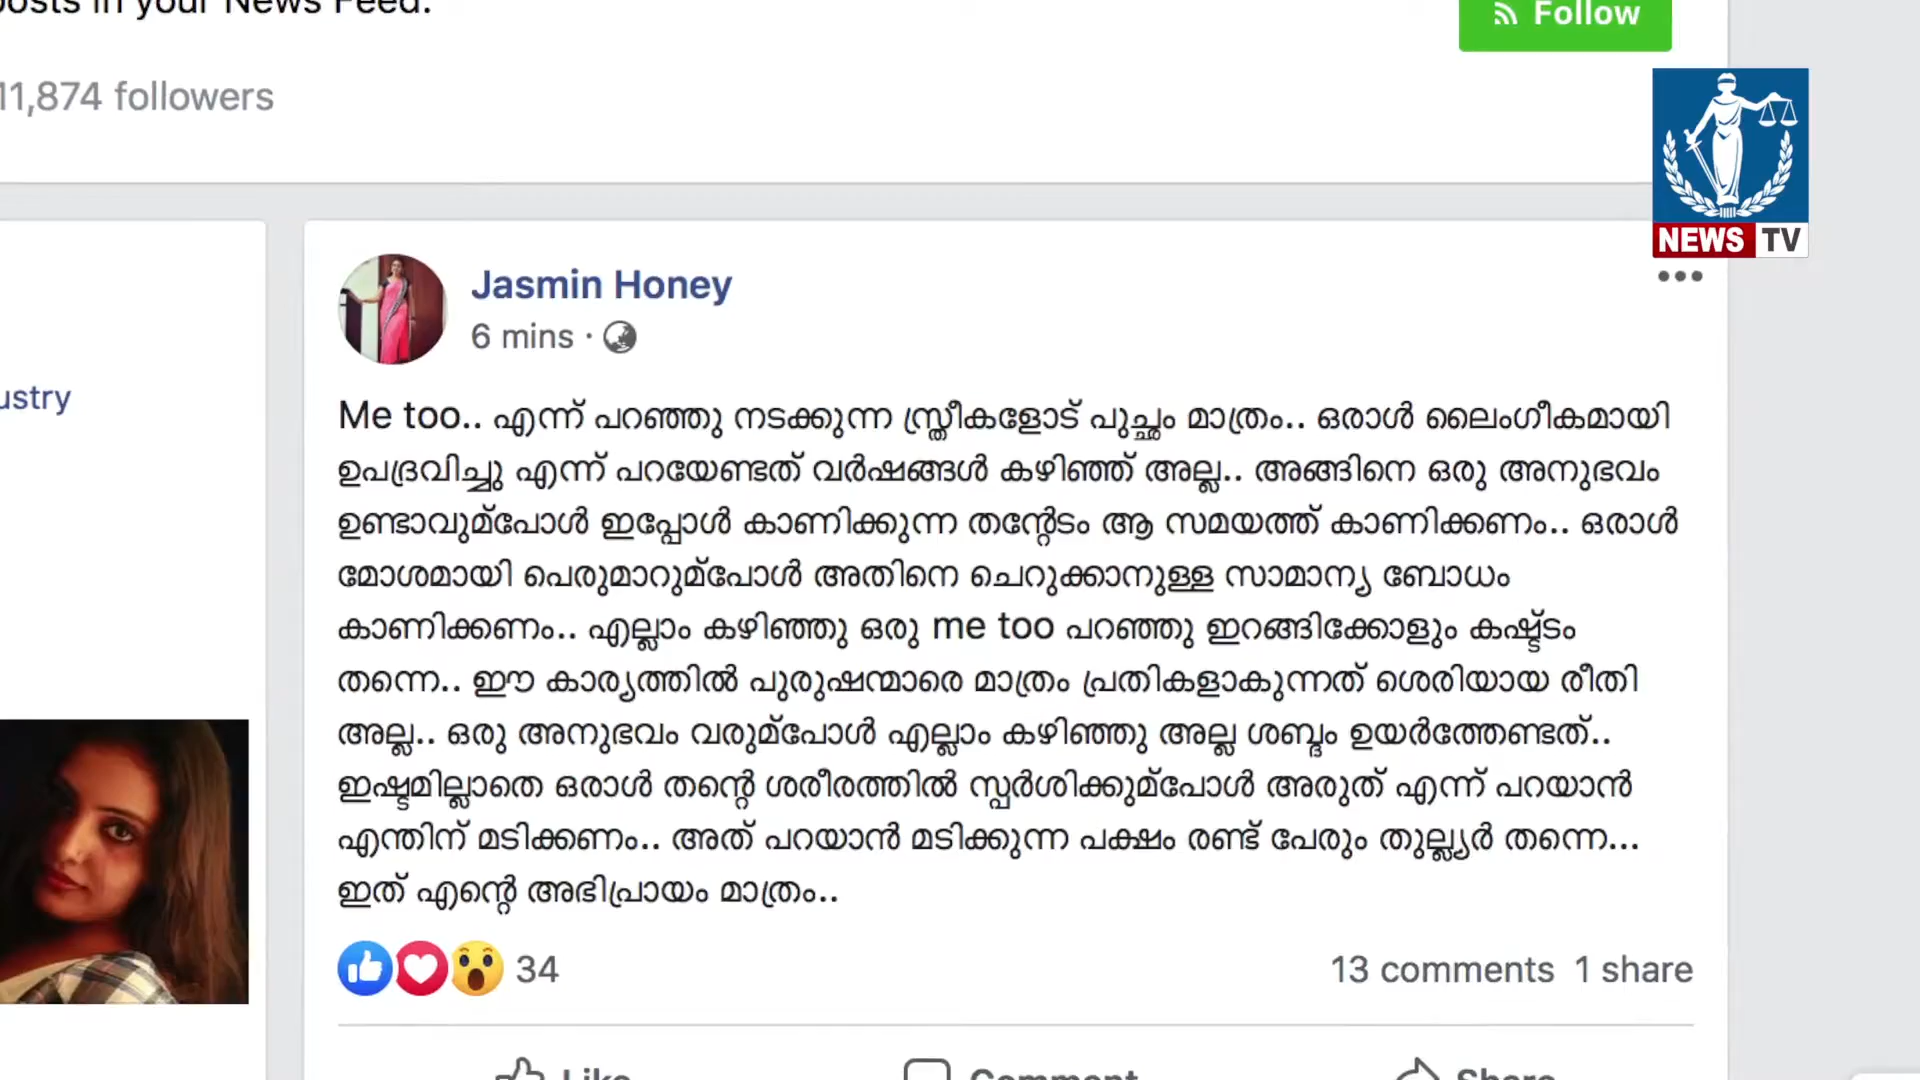 posts in your News Feed.
Follow
11,874 followers
NEWS TV
Jasmin Honey
6 mins ·
ustry
Me too.. എന്ന് പറഞ്ഞു നടക്കുന്ന സ്ത്രീകളോട് പുച്ഛം മാത്രം.. ഒരാൾ ലൈംഗീകമായി
ഉപദ്രവിച്ചു എന്ന് പറയേണ്ടത് വർഷങ്ങൾ കഴിഞ്ഞ് അല്ല.. അങ്ങിനെ ഒരു അനുഭവം
ഉണ്ടാവുമ്പോൾ ഇപ്പോൾ കാണിക്കുന്ന തന്റേടം ആ സമയത്ത് കാണിക്കണം.. ഒരാൾ
മോശമായി പെരുമാറുമ്പോൾ അതിനെ ചെറുക്കാനുള്ള സാമാന്യ ബോധം
കാണിക്കണം.. എല്ലാം കഴിഞ്ഞു ഒരു me too പറഞ്ഞു ഇറങ്ങിക്കോളും കഷ്ട്ടം
തന്നെ.. ഈ കാര്യത്തിൽ പുരുഷന്മാരെ മാത്രം പ്രതികളാകുന്നത് ശെരിയായ രീതി
അല്ല.. ഒരു അനുഭവം വരുമ്പോൾ എല്ലാം കഴിഞ്ഞു അല്ല ശബ്ദം ഉയർത്തേണ്ടത്..
ഇഷ്ടമില്ലാതെ ഒരാൾ തന്റെ ശരീരത്തിൽ സ്പർശിക്കുമ്പോൾ അരുത് എന്ന് പറയാൻ
എന്തിന് മടിക്കണം.. അത് പറയാൻ മടിക്കുന്ന പക്ഷം രണ്ട് പേരും തുല്ല്യർ തന്നെ...
ഇത് എന്റെ അഭിപ്രായം മാത്രം..
34 13 comments 1 share
Like Comment Share